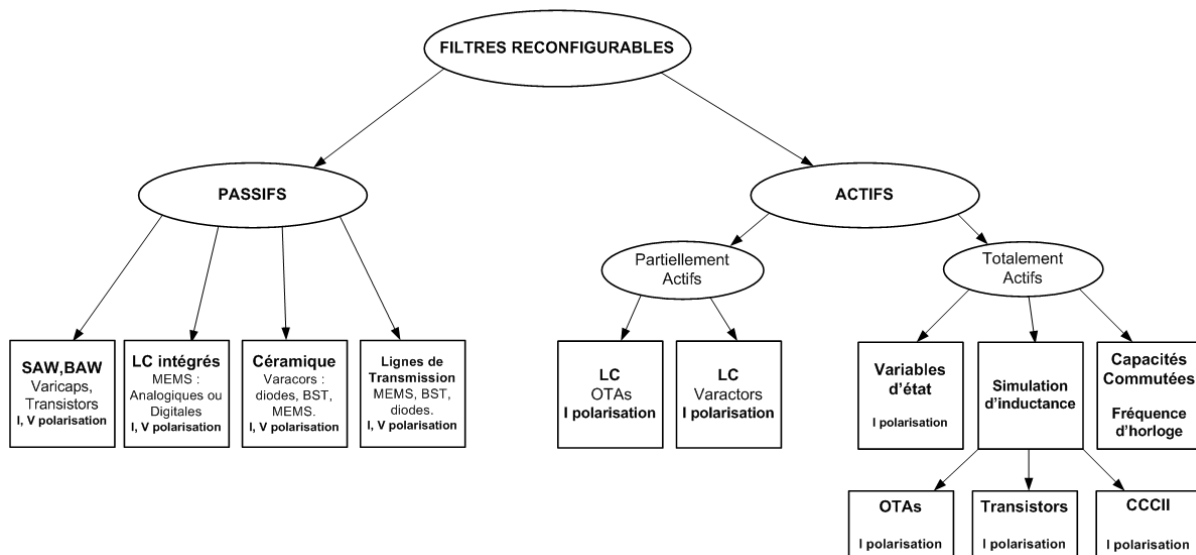 FILTRES RECONFIGURABLES
PASSIFS
ACTIFS
Partiellement
Actifs
Totalement
Actifs
SAW,BAW
Varicaps,
Transistors
I, V polarisation
LC intégrés
MEMS :
Analogiques ou
Digitales
I, V polarisation
Céramique
Varacors :
diodes, BST,
MEMS.
I, V polarisation
Lignes de
Transmission
MEMS, BST,
diodes.
I, V polarisation
LC
OTAs
I polarisation
LC
Varactors
I polarisation
Variables
d'état
I polarisation
Simulation
d'inductance
Capacités
Commutées
Fréquence
d'horloge
OTAs
I polarisation
Transistors
I polarisation
CCCII
I polarisation